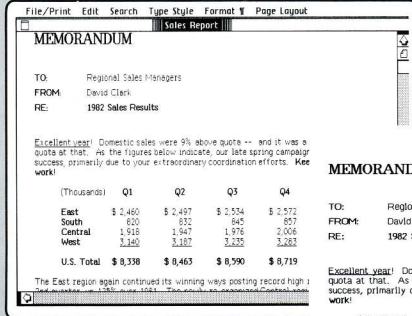 File/Print Edit Search Type Style Format ¶ Page Layout
Sales Report
MEMORANDUM
TO: Regional Sales Managers
FROM: David Clark
RE: 1982 Sales Results
Excellent year! Domestic sales were 9% above quota -- and it was a
quota at that. As the figures below indicate, our late spring campaign
success, primarily due to your extraordinary coordination efforts. Kee
work!
(Thousands) Q1 Q2 Q3 Q4
East $ 2,460 $ 2,497 $ 2,534 $ 2,572
South 820 832 845 857
Central 1,918 1,947 1,976 2,006
West 3,140 3,187 3,235 3,283
U.S. Total $ 8,338 $ 8,463 $ 8,590 $ 8,719
The East region again continued its winning ways posting record high
MEMORAND
TO: Regio
FROM: David
RE: 1982
Excellent year! Do
quota at that. As
success, primarily d
work!